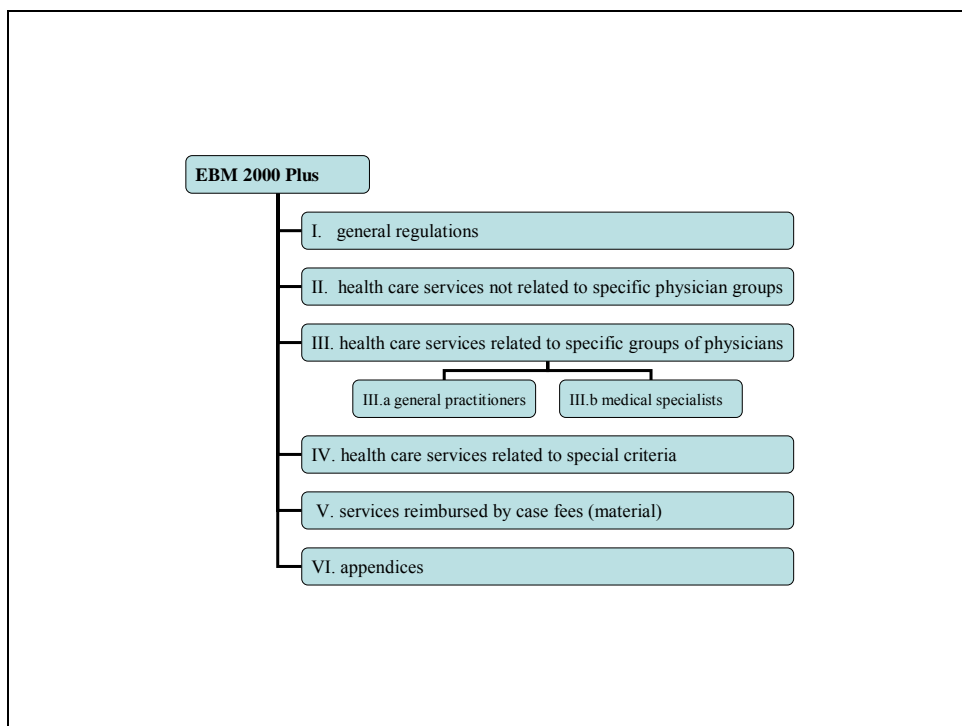 EBM 2000 Plus
I. general regulations
II. health care services not related to specific physician groups
III. health care services related to specific groups of physicians
III.a general practitioners
III.b medical specialists
IV. health care services related to special criteria
V. services reimbursed by case fees (material)
VI. appendices